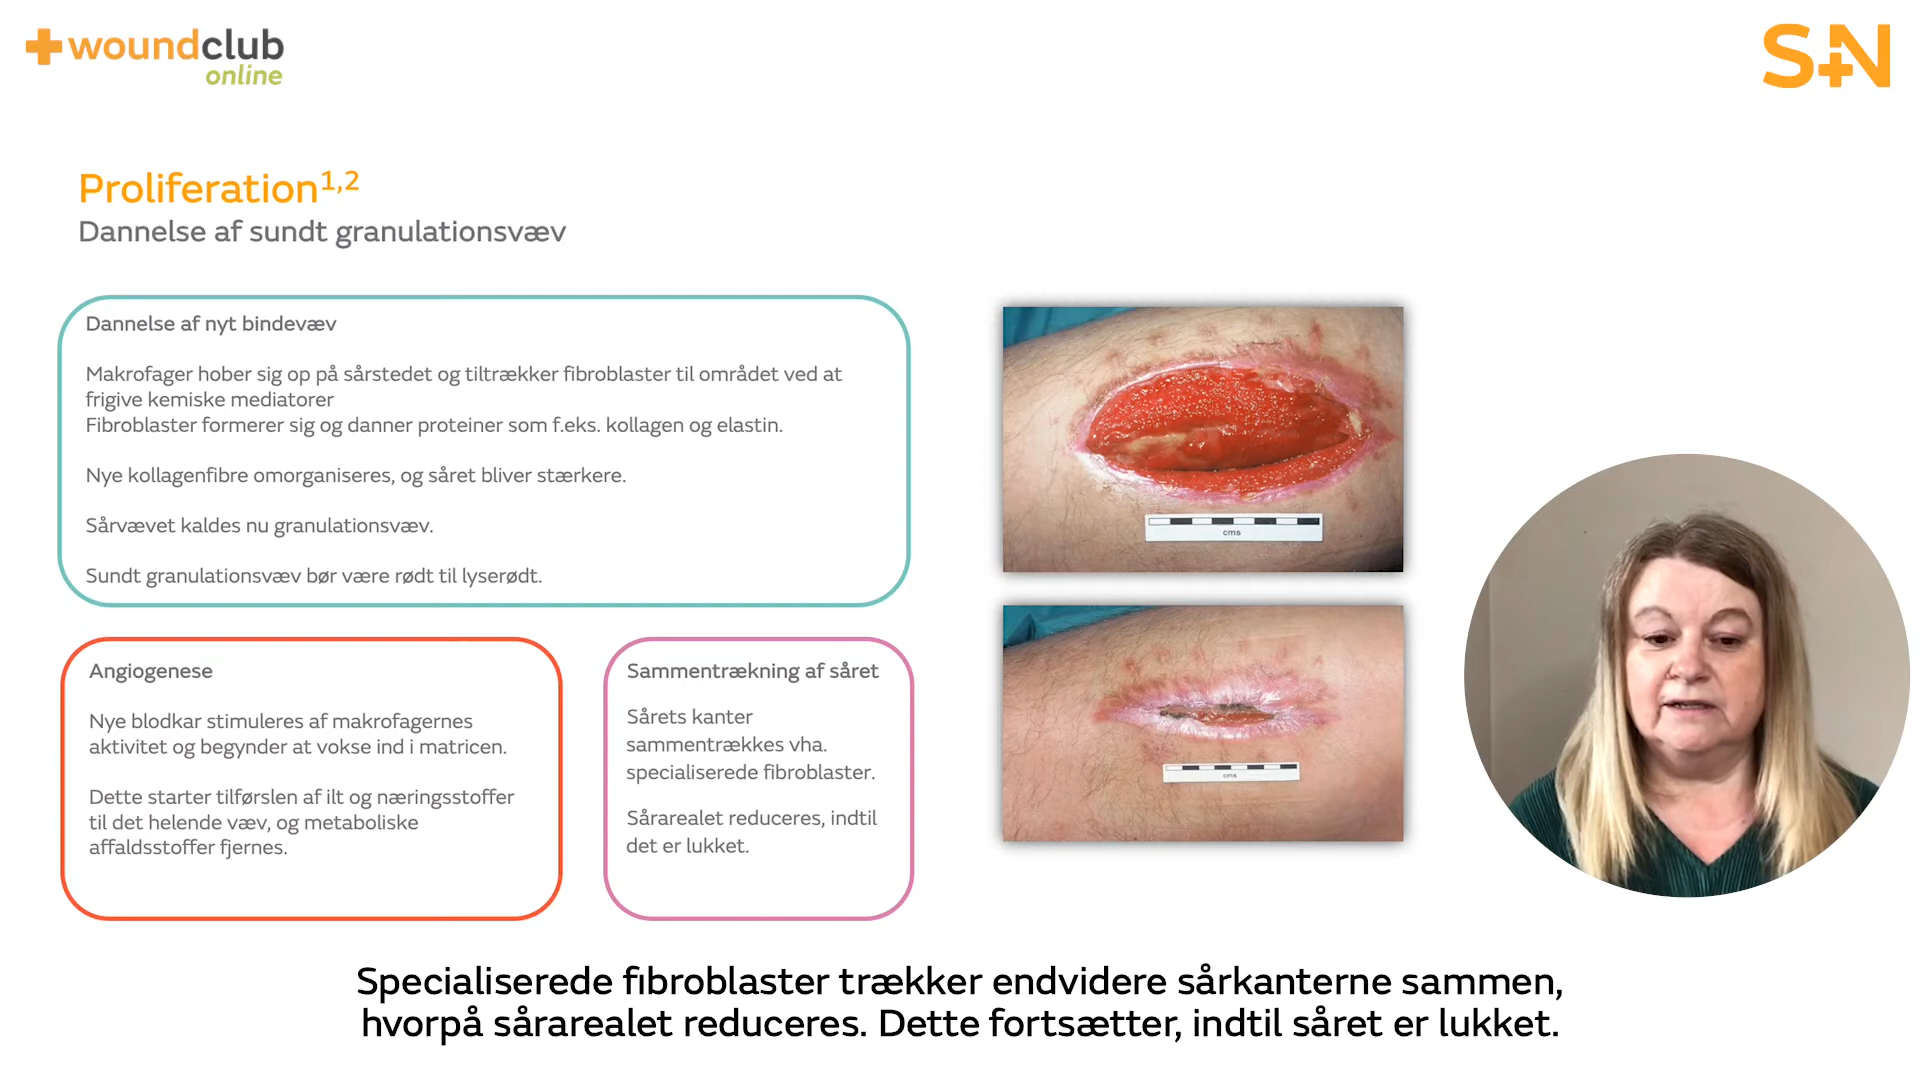 woundclub
online
S+N
Proliferation1,2
Dannelse af sundt granulationsvæv
Dannelse af nyt bindevæv
Makrofager hober sig op på sårstedet og tiltrækker fibroblaster til området ved at
frigive kemiske mediatorer
Fibroblaster formerer sig og danner proteiner som f.eks. kollagen og elastin.
Nye kollagenfibre omorganiseres, og såret bliver stærkere.
Sårvævet kaldes nu granulationsvæv.
Sundt granulationsvæv bør være rødt til lyserødt.
Angiogenese
Nye blodkar stimuleres af makrofagernes
aktivitet og begynder at vokse ind i matricen.
Dette starter tilførslen af ilt og næringsstoffer
til det helende væv, og metaboliske
affaldsstoffer fjernes.
Sammentrækning af såret
Sårets kanter
sammentrækkes vha.
specialiserede fibroblaster.
Sårarealet reduceres, indtil
det er lukket.
cms
cms
Specialiserede fibroblaster trækker endvidere sårkanterne sammen,
hvorpå sårarealet reduceres. Dette fortsætter, indtil såret er lukket.